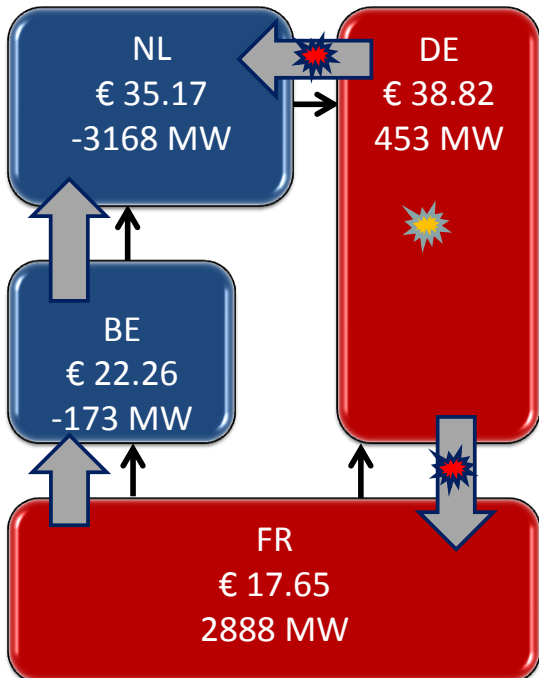 NL
€ 35.17
-3168 MW
DE
€ 38.82
453 MW
BE
€ 22.26
-173 MW
FR
€ 17.65
2888 MW